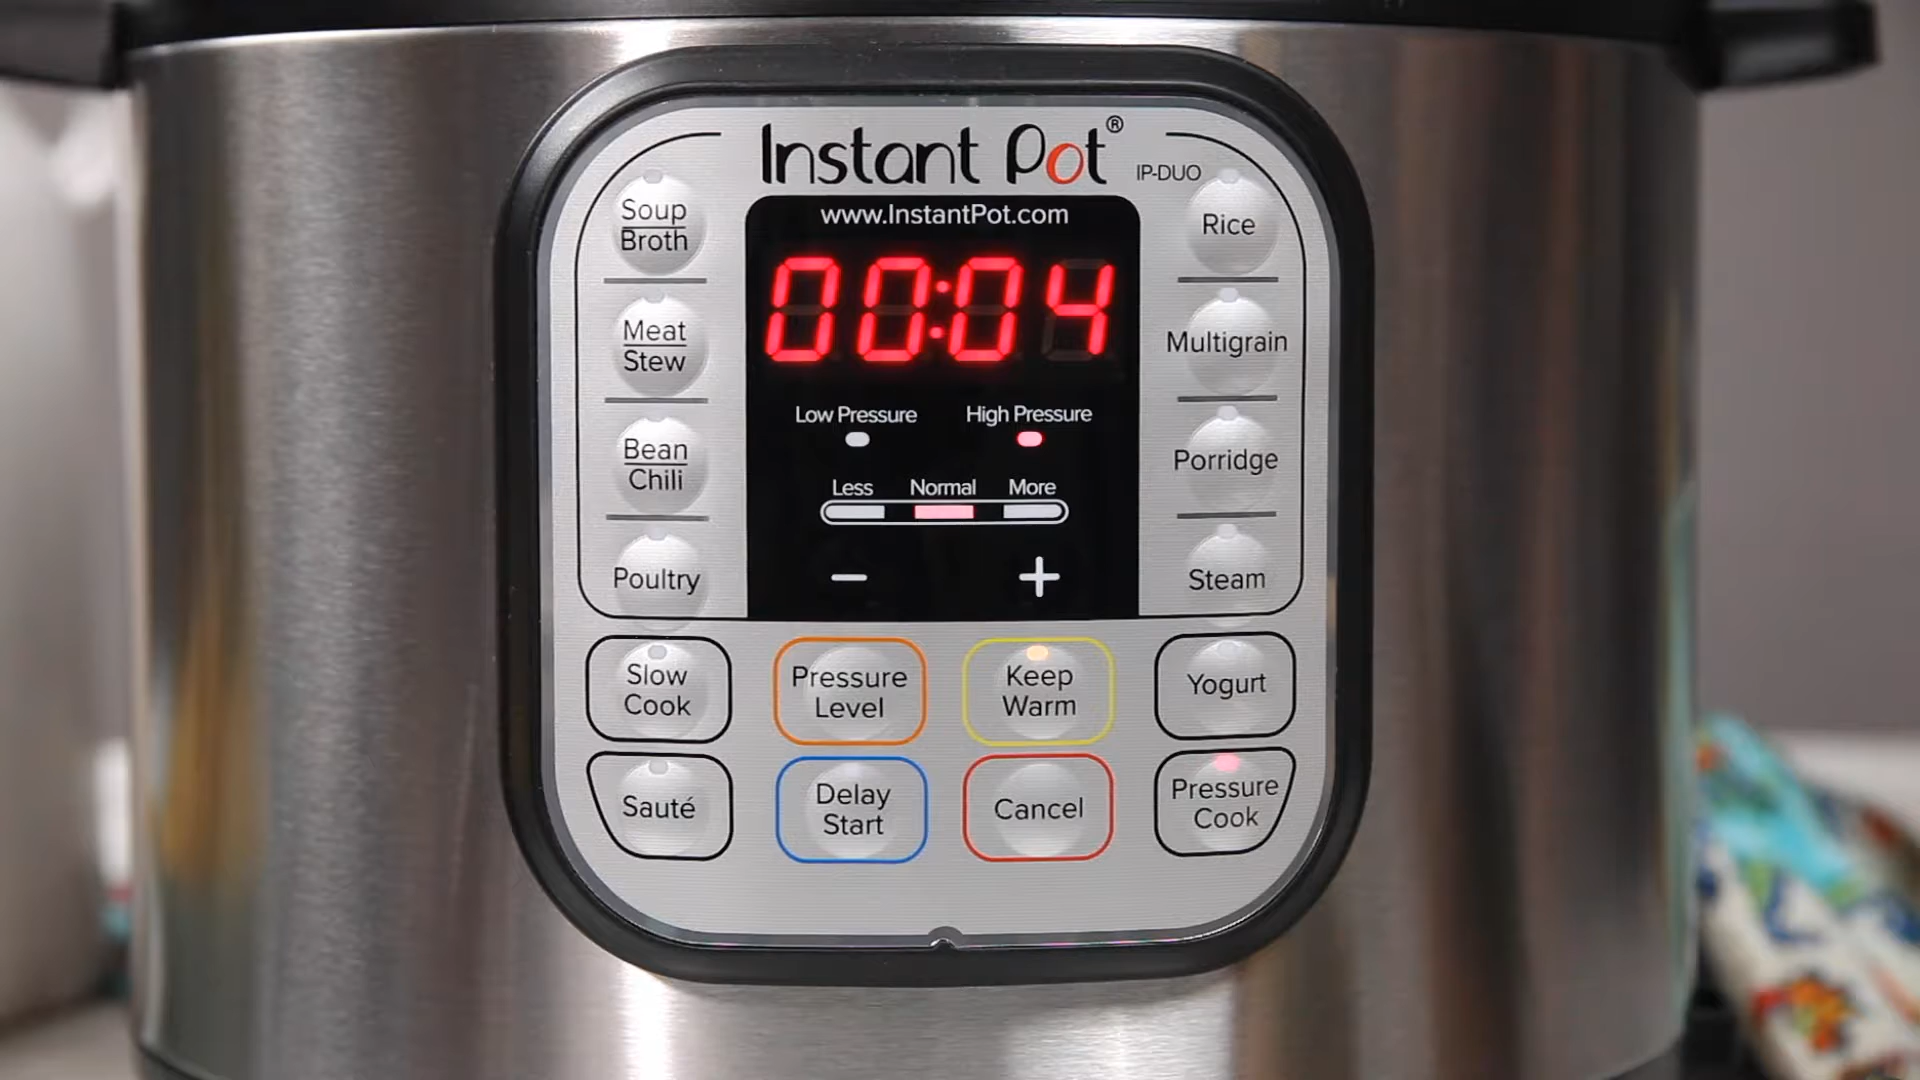 Instant Pot®
IP-DUO
www.InstantPot.com
00:04
Low Pressure
High Pressure
Less
Normal
More
−
+
Soup
Broth
Meat
Stew
Bean
Chili
Poultry
Rice
Multigrain
Porridge
Steam
Slow
Cook
Pressure
Level
Keep
Warm
Yogurt
Sauté
Delay
Start
Cancel
Pressure
Cook